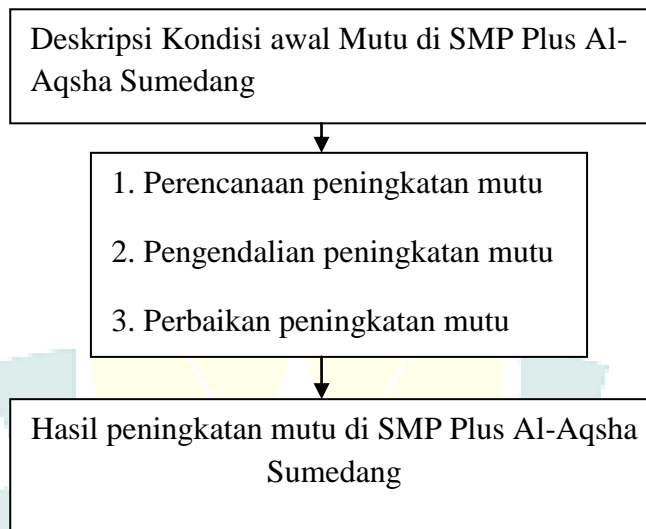 Deskripsi Kondisi awal Mutu di SMP Plus Al-
Aqsha Sumedang
1. Perencanaan peningkatan mutu
2. Pengendalian peningkatan mutu
3. Perbaikan peningkatan mutu
Hasil peningkatan mutu di SMP Plus Al-Aqsha
Sumedang